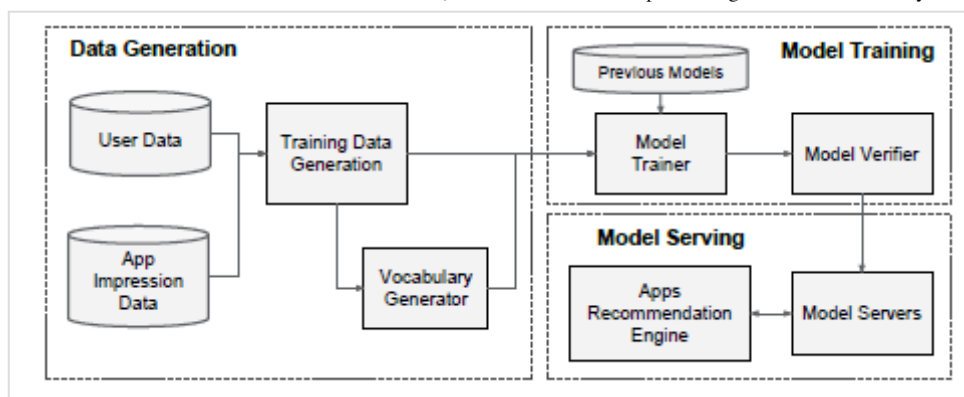 Data Generation
User Data
App
Impression
Data
Training Data
Generation
Vocabulary
Generator
Model Training
Previous Models
Model
Trainer
Model Verifier
Model Serving
Apps
Recommendation
Engine
Model Servers